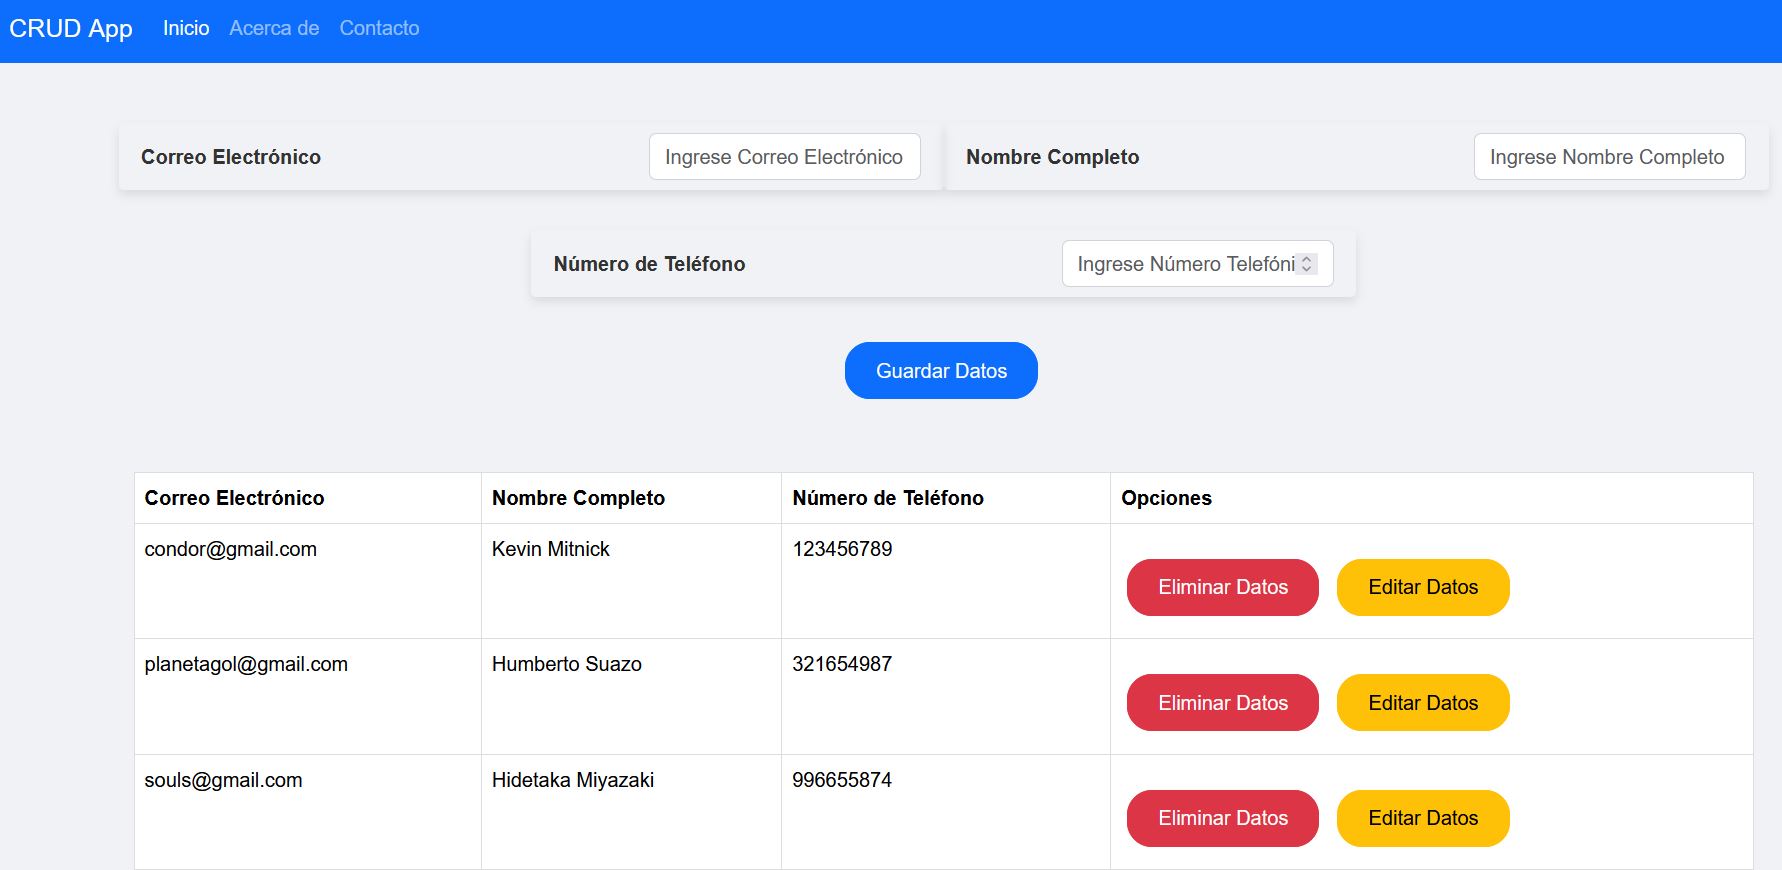 CRUD App Inicio Acerca de Contacto
Correo Electrónico Ingrese Correo Electrónico Nombre Completo Ingrese Nombre Completo
Número de Teléfono Ingrese Número Telefóni
Guardar Datos
Correo Electrónico Nombre Completo Número de Teléfono Opciones
condor@gmail.com Kevin Mitnick 123456789
Eliminar Datos Editar Datos
planetagol@gmail.com Humberto Suazo 321654987
Eliminar Datos Editar Datos
souls@gmail.com Hidetaka Miyazaki 996655874
Eliminar Datos Editar Datos